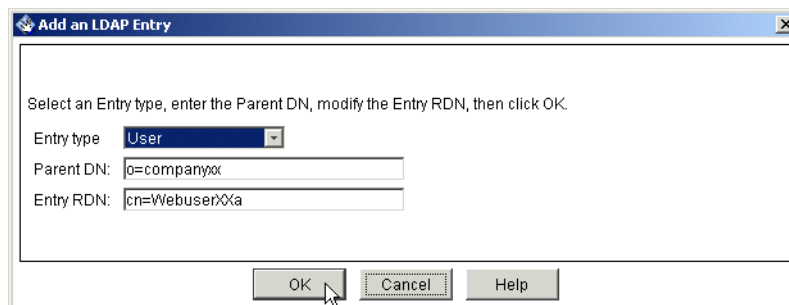 Add an LDAP Entry
Select an Entry type, enter the Parent DN, modify the Entry RDN, then click OK.
Entry type User
Parent DN: o=companyxx
Entry RDN: cn=WebuserXXa
OK Cancel Help